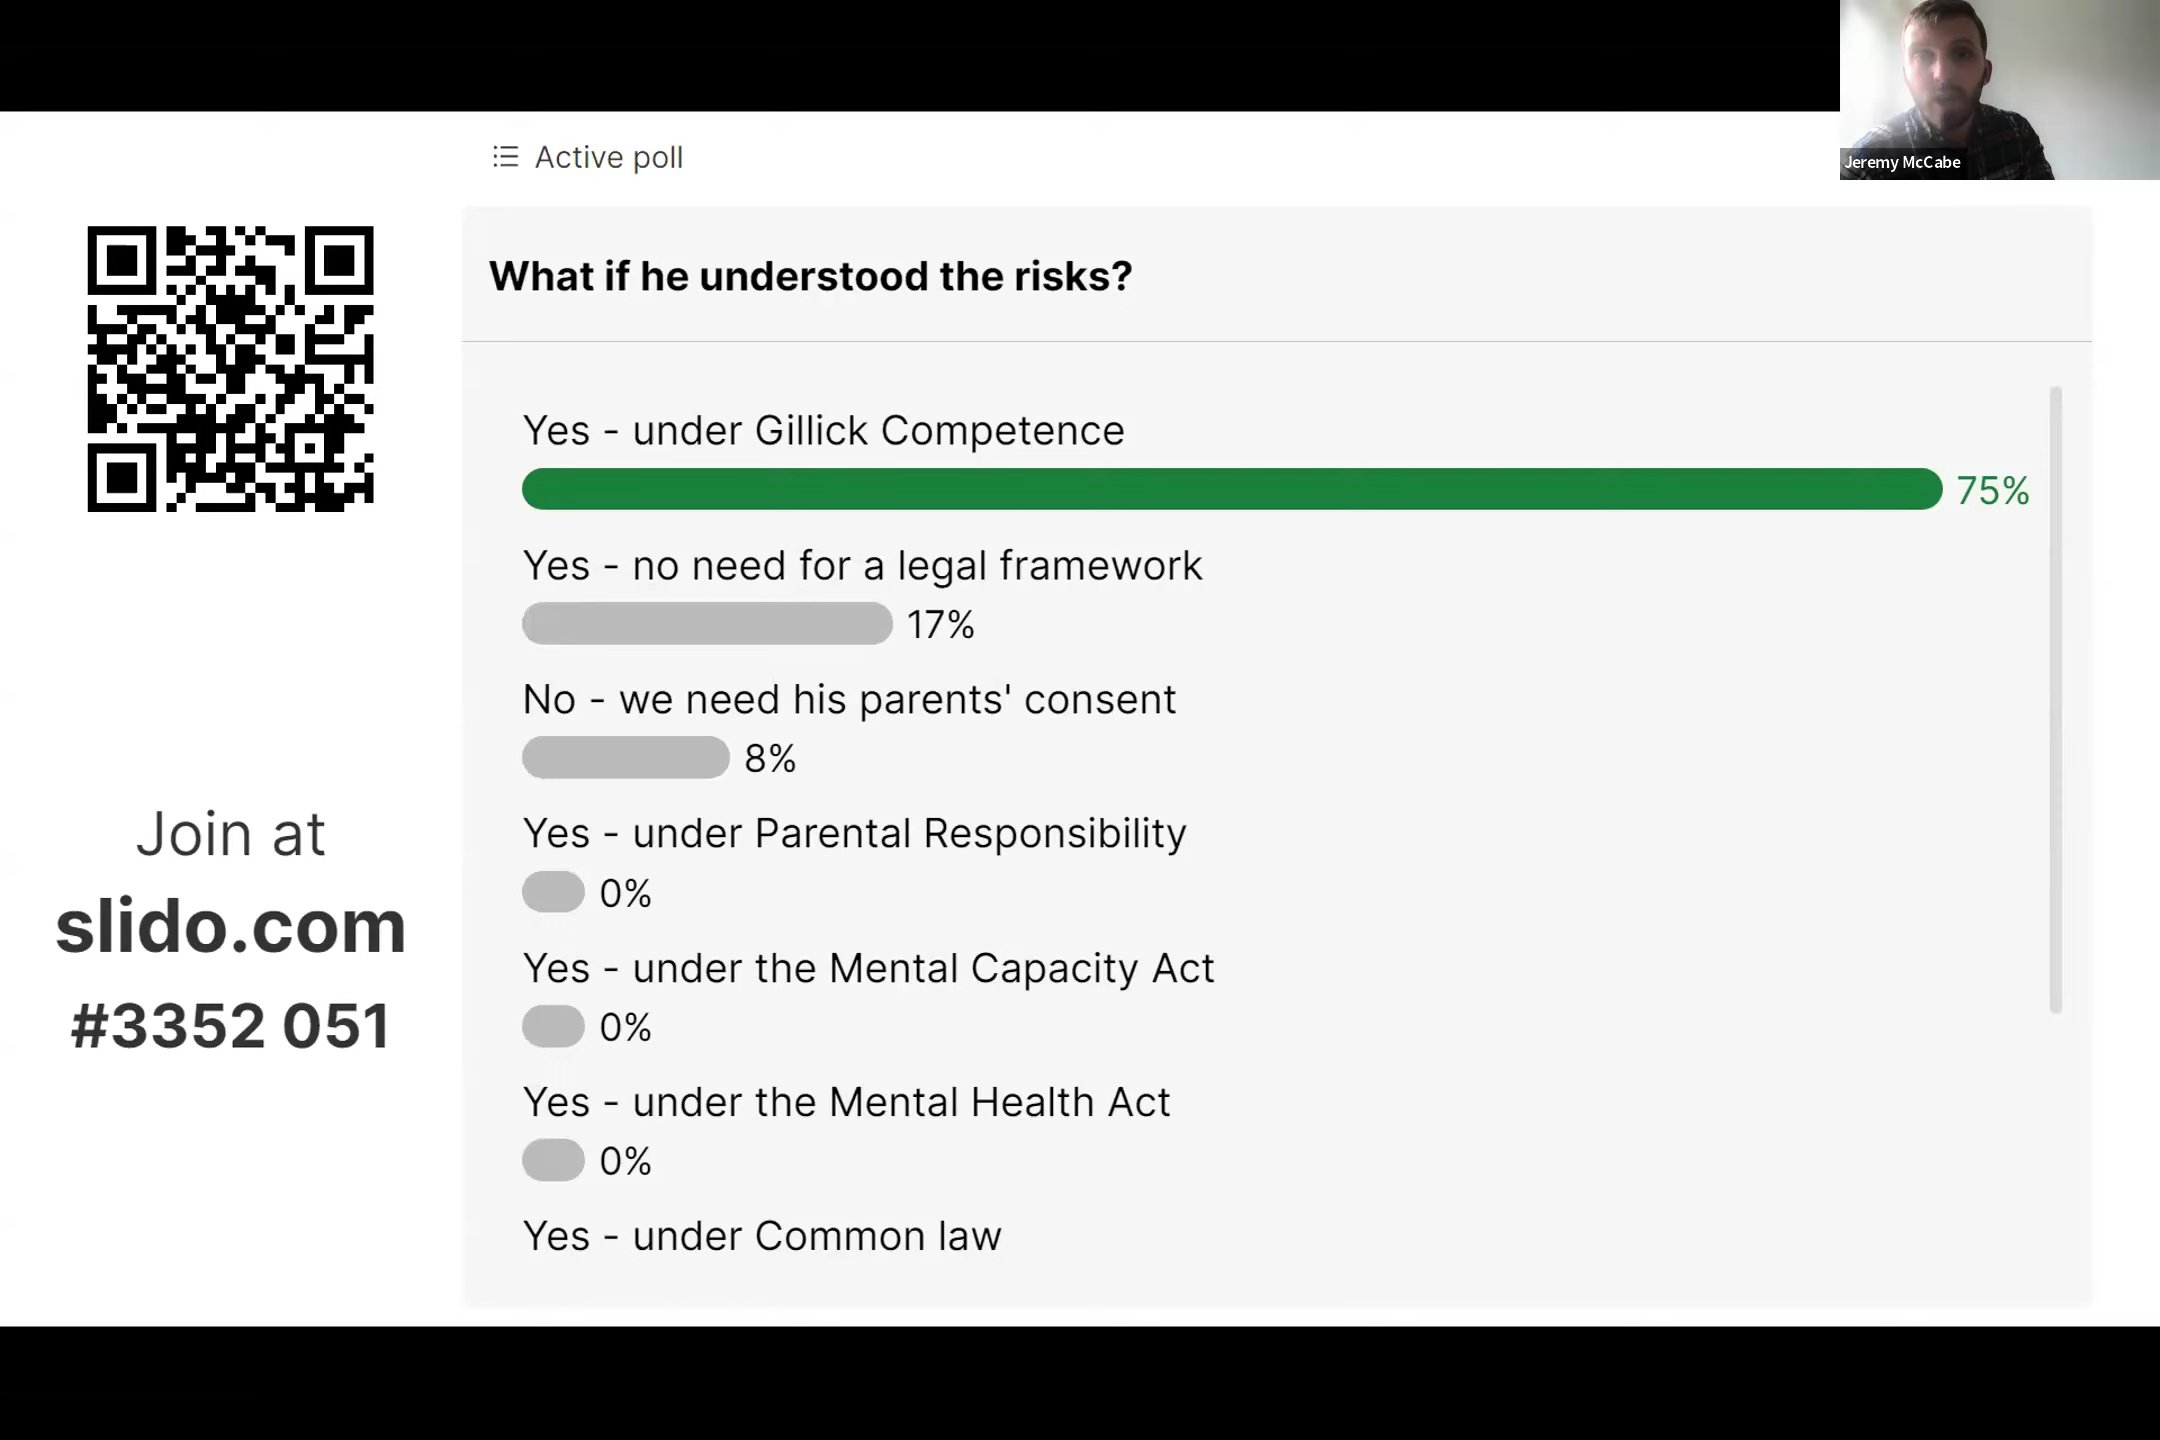 Jeremy McCabe
Active poll
What if he understood the risks?
Yes - under Gillick Competence
75%
Yes - no need for a legal framework
17%
No - we need his parents' consent
8%
Yes - under Parental Responsibility
0%
Yes - under the Mental Capacity Act
0%
Yes - under the Mental Health Act
0%
Yes - under Common law
Join at
slido.com
#3352 051